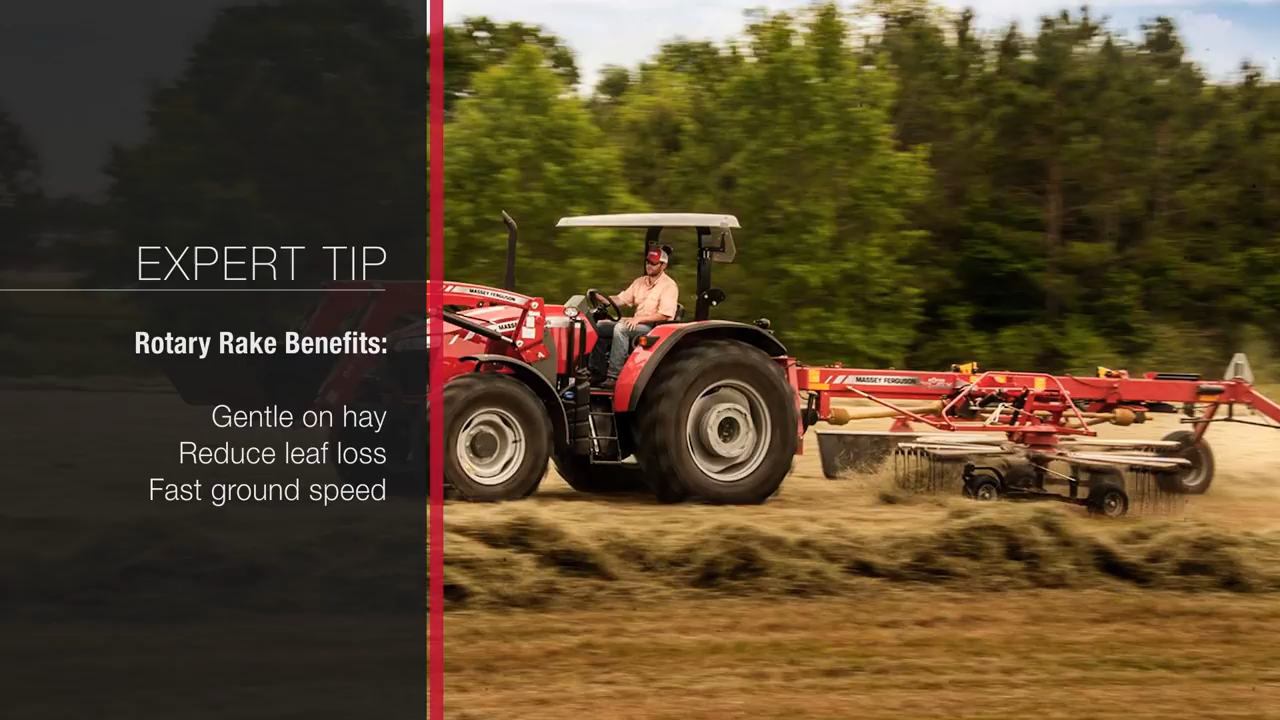 EXPERT TIP
Rotary Rake Benefits:
Gentle on hay
Reduce leaf loss
Fast ground speed
MASSEY FERGUSON
MASSEY FERGUSON